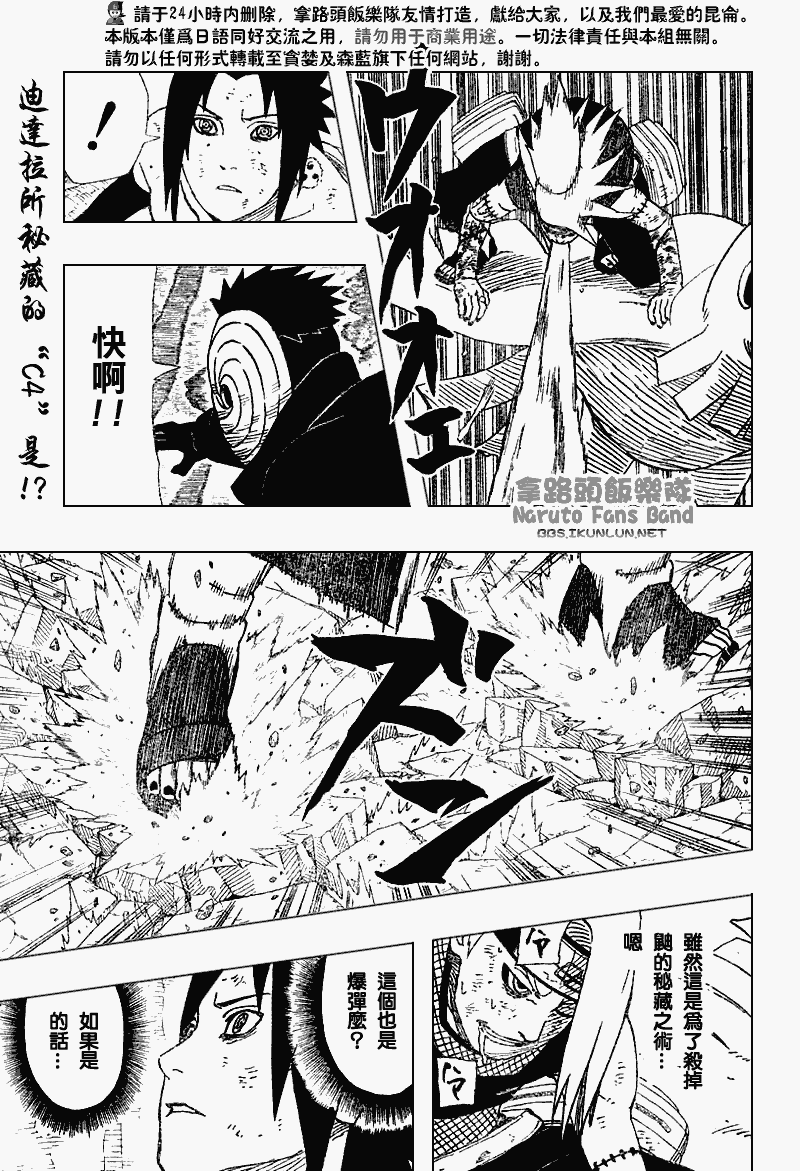 請于24小時内刪除，拿路頭飯樂隊友情打造，獻給大家，以及我們最愛的昆侖。
本版本僅爲日語同好交流之用，請勿用于商業用途。一切法律責任與本組無關。
請勿以任何形式轉載至貪婪及森藍旗下任何網站，謝謝。
迪達拉所秘藏的“C4”是!?
ウオオオエ
！
快啊!!
拿路頭飯樂隊
Naruto Fans Band
QQS.IKUNLUN.NET
ズン
雖然這是爲了殺掉
鼬的秘藏之術…
嗯
這個也是
爆彈麼？
如果是
的話…